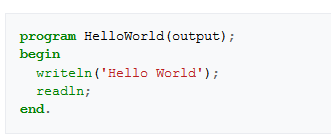 program HelloWorld(output);
begin
  writeln('Hello World');
  readln;
end.